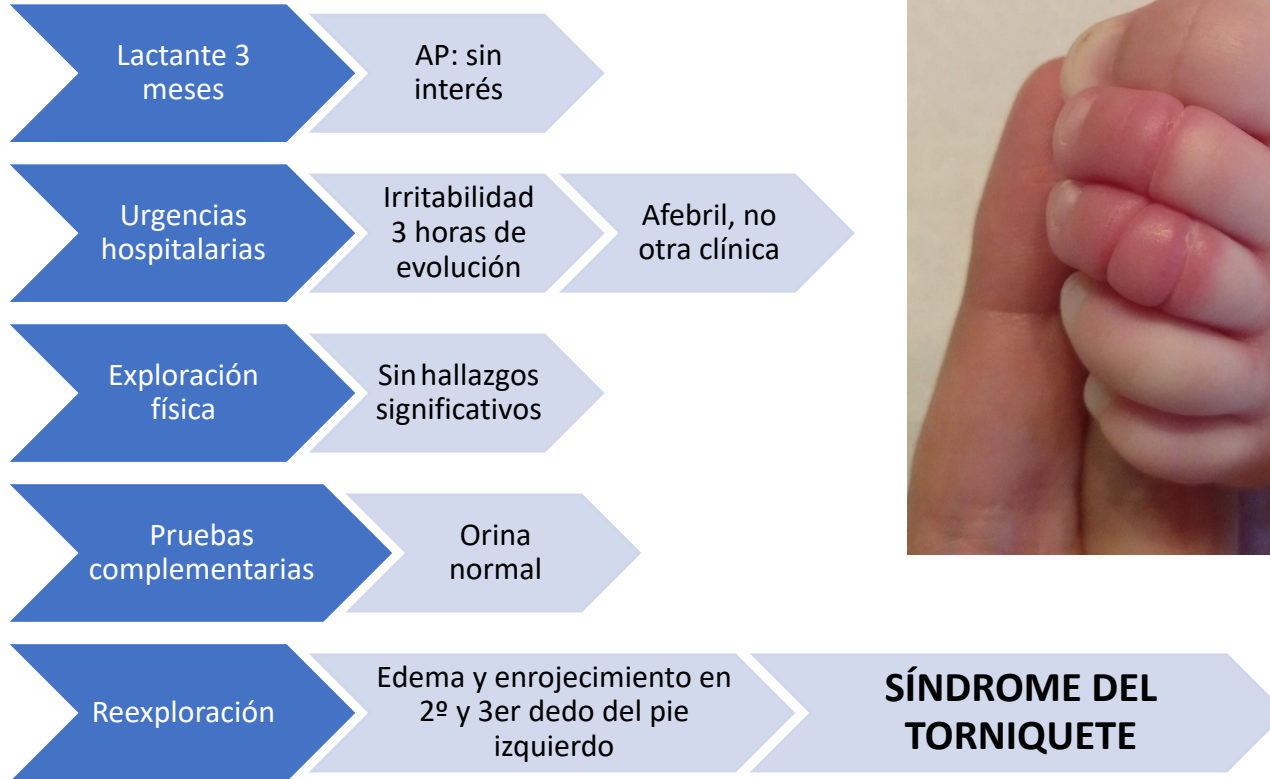 Lactante 3
meses
AP: sin
interés
Urgencias
hospitalarias
Irritabilidad
3 horas de
evolución
Afebril, no
otra clínica
Exploración
física
Sin hallazgos
significativos
Pruebas
complementarias
Orina
normal
Reexploración
Edema y enrojecimiento en
2º y 3er dedo del pie
izquierdo
SÍNDROME DEL
TORNIQUETE